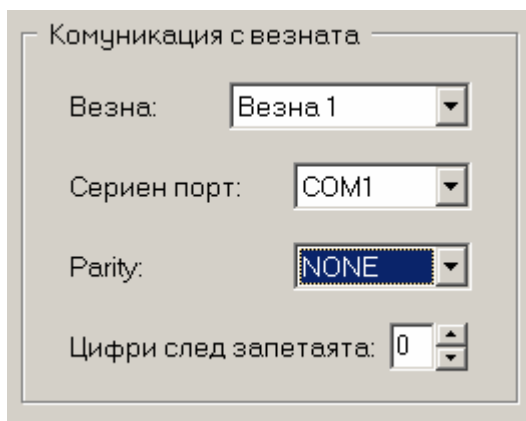 Комуникация с везната
Везна: Везна 1
Сериен порт: COM1
Parity: NONE
Цифри след запетаята: 0